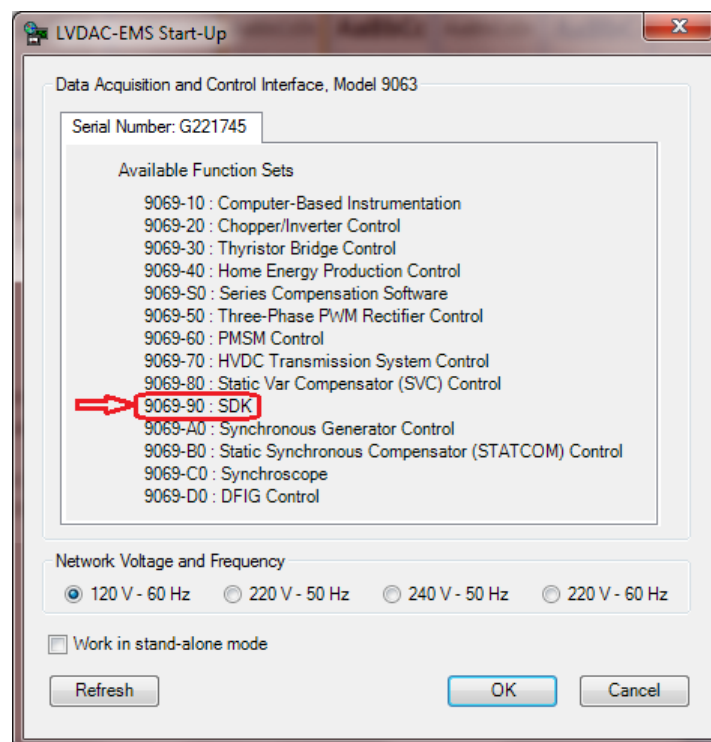 LVDAC-EMS Start-Up
Data Acquisition and Control Interface, Model 9063
Serial Number: G221745
Available Function Sets
9069-10 : Computer-Based Instrumentation
9069-20 : Chopper/Inverter Control
9069-30 : Thyristor Bridge Control
9069-40 : Home Energy Production Control
9069-S0 : Series Compensation Software
9069-50 : Three-Phase PWM Rectifier Control
9069-60 : PMSM Control
9069-70 : HVDC Transmission System Control
9069-80 : Static Var Compensator (SVC) Control
9069-90 : SDK
9069-A0 : Synchronous Generator Control
9069-B0 : Static Synchronous Compensator (STATCOM) Control
9069-C0 : Synchroscope
9069-D0 : DFIG Control
Network Voltage and Frequency
120 V - 60 Hz 220 V - 50 Hz 240 V - 50 Hz 220 V - 60 Hz
Work in stand-alone mode
Refresh OK Cancel